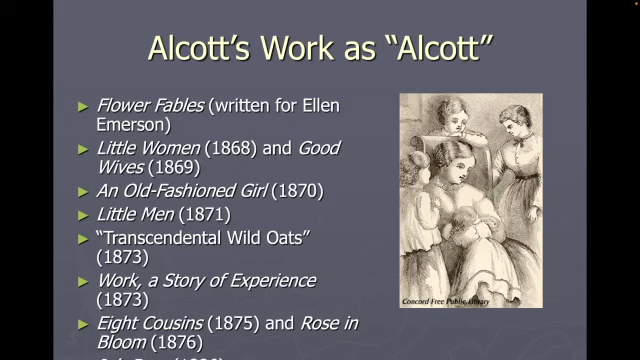 Alcott's Work as “Alcott”
► Flower Fables (written for Ellen
Emerson)
► Little Women (1868) and Good
Wives (1869)
► An Old-Fashioned Girl (1870)
► Little Men (1871)
► “Transcendental Wild Oats”
(1873)
► Work, a Story of Experience
(1873)
► Eight Cousins (1875) and Rose in
Bloom (1876)
Concord Free Public Library